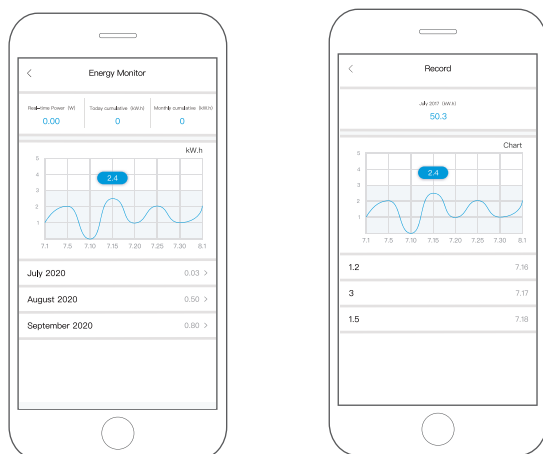 Energy Monitor
Real-time Power (W) Today cumulative (kW.h) Monthly cumulative (kW.h)
0.00 0 0
kW.h
5
4
3
2
1
2.4
7.1 7.5 7.10 7.15 7.20 7.25 7.30 8.1
July 2020 0.03 >
August 2020 0.50 >
September 2020 0.80 >
Record
July 2017 (kW.h)
50.3
Chart
5
4
3
2
1
2.4
7.1 7.5 7.10 7.15 7.20 7.25 7.30 8.1
1.2 7.16
3 7.17
1.5 7.18